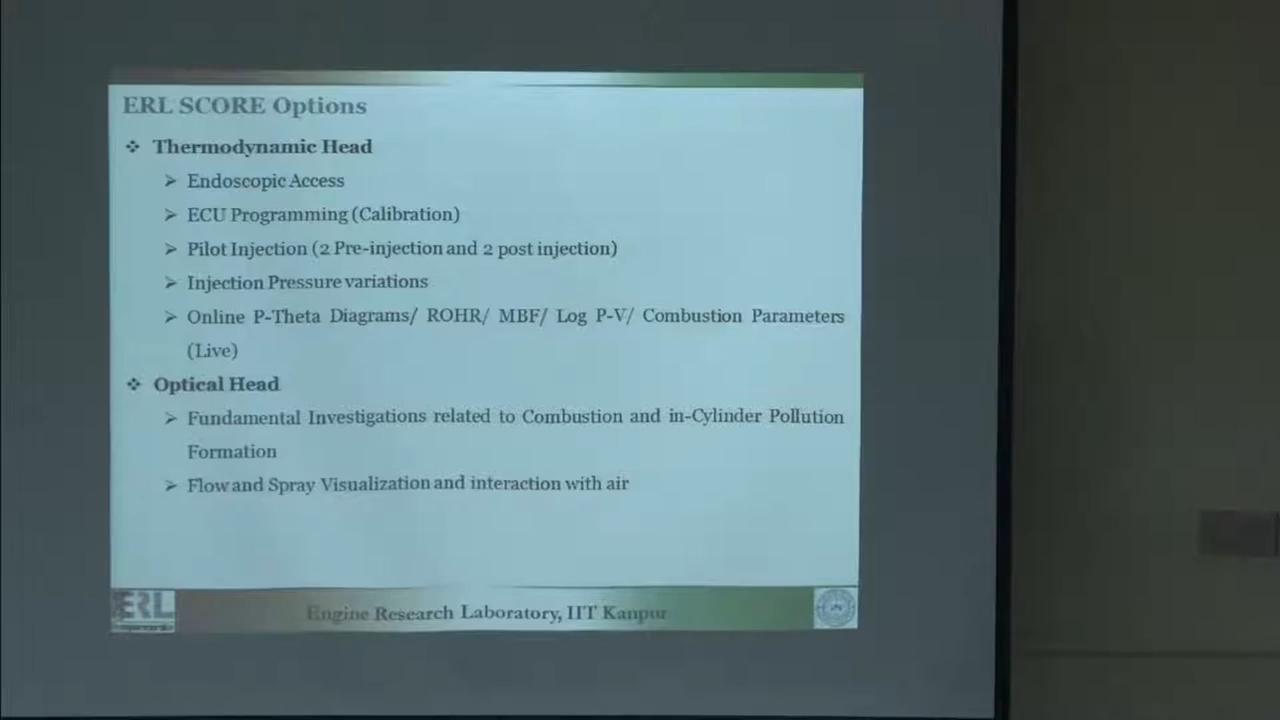 ERL SCORE Options
❖ Thermodynamic Head
➢ Endoscopic Access
➢ ECU Programming (Calibration)
➢ Pilot Injection (2 Pre-injection and 2 post injection)
➢ Injection Pressure variations
➢ Online P-Theta Diagrams/ ROHR/ MBF/ Log P-V/ Combustion Parameters
(Live)
❖ Optical Head
➢ Fundamental Investigations related to Combustion and in-Cylinder Pollution
Formation
➢ Flow and Spray Visualization and interaction with air
ERL
Engine Research Laboratory, IIT Kanpur